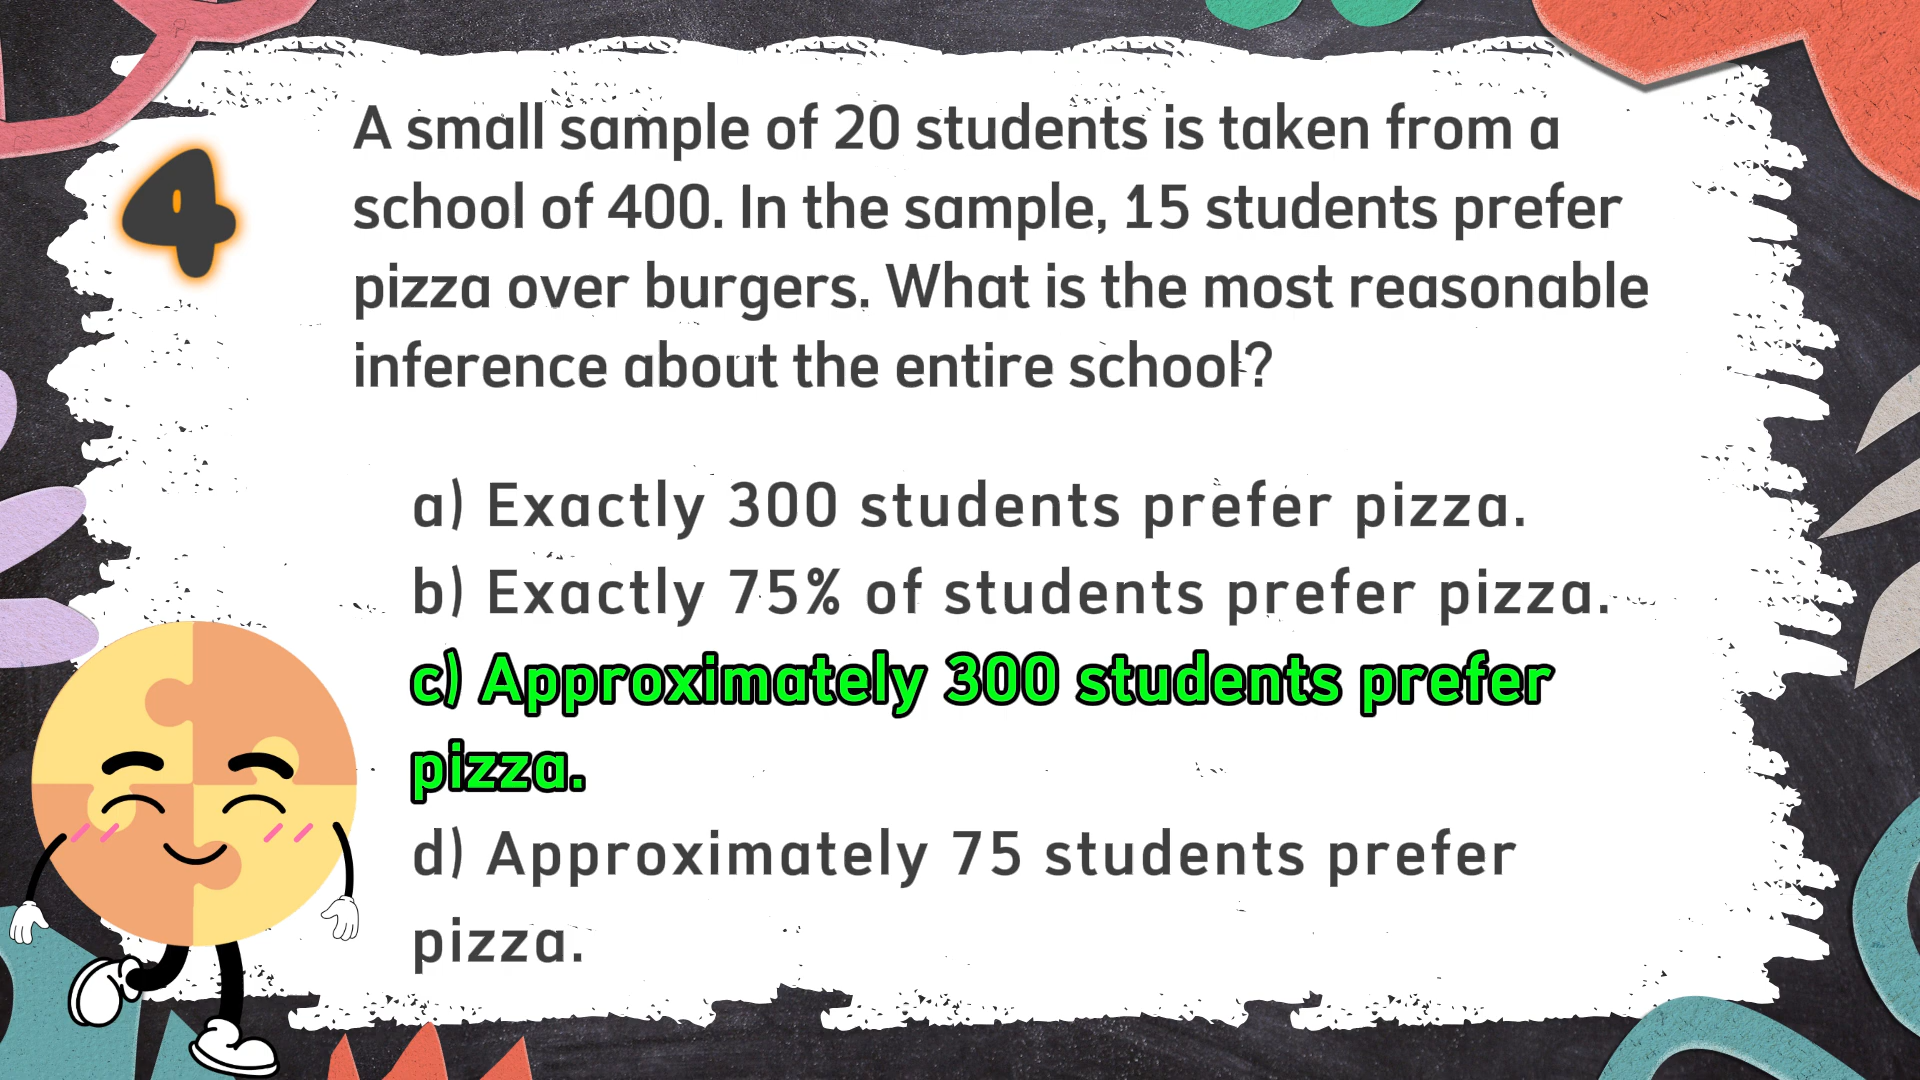 4
A small sample of 20 students is taken from a
school of 400. In the sample, 15 students prefer
pizza over burgers. What is the most reasonable
inference about the entire school?
a) Exactly 300 students prefer pizza.
b) Exactly 75% of students prefer pizza.
c) Approximately 300 students prefer
pizza.
d) Approximately 75 students prefer
pizza.